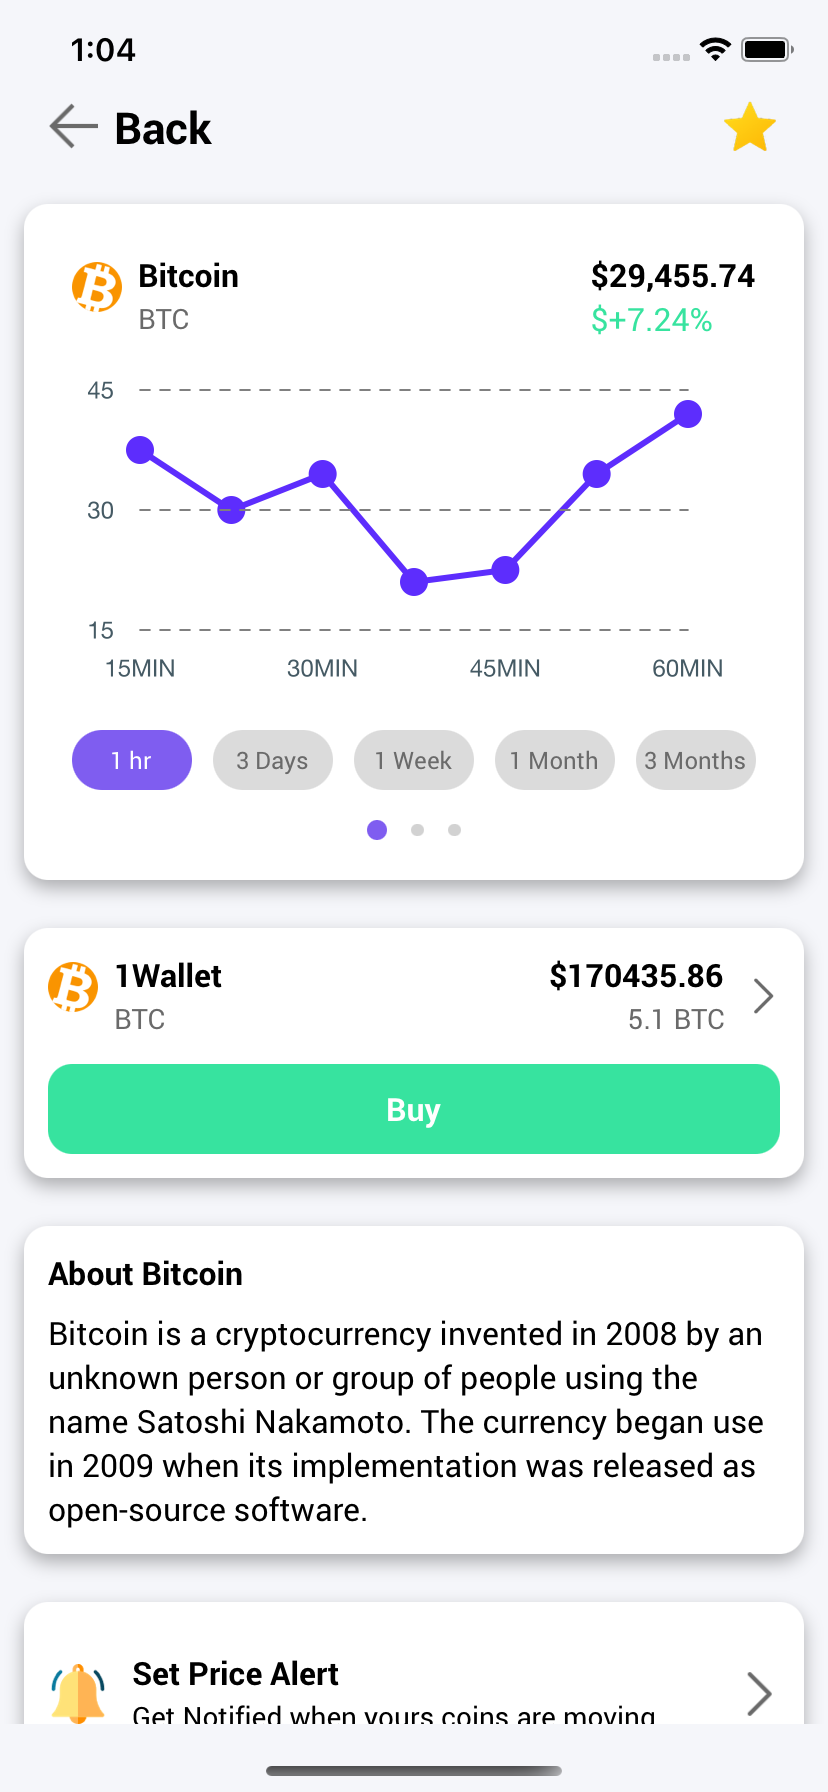 1:04
Back
Bitcoin
$29,455.74
BTC
$+7.24%
45
30
15
15MIN 30MIN 45MIN 60MIN
1 hr 3 Days 1 Week 1 Month 3 Months
1Wallet
$170435.86
BTC
5.1 BTC
Buy
About Bitcoin
Bitcoin is a cryptocurrency invented in 2008 by an
unknown person or group of people using the
name Satoshi Nakamoto. The currency began use
in 2009 when its implementation was released as
open-source software.
Set Price Alert
Get Notified when yours coins are moving